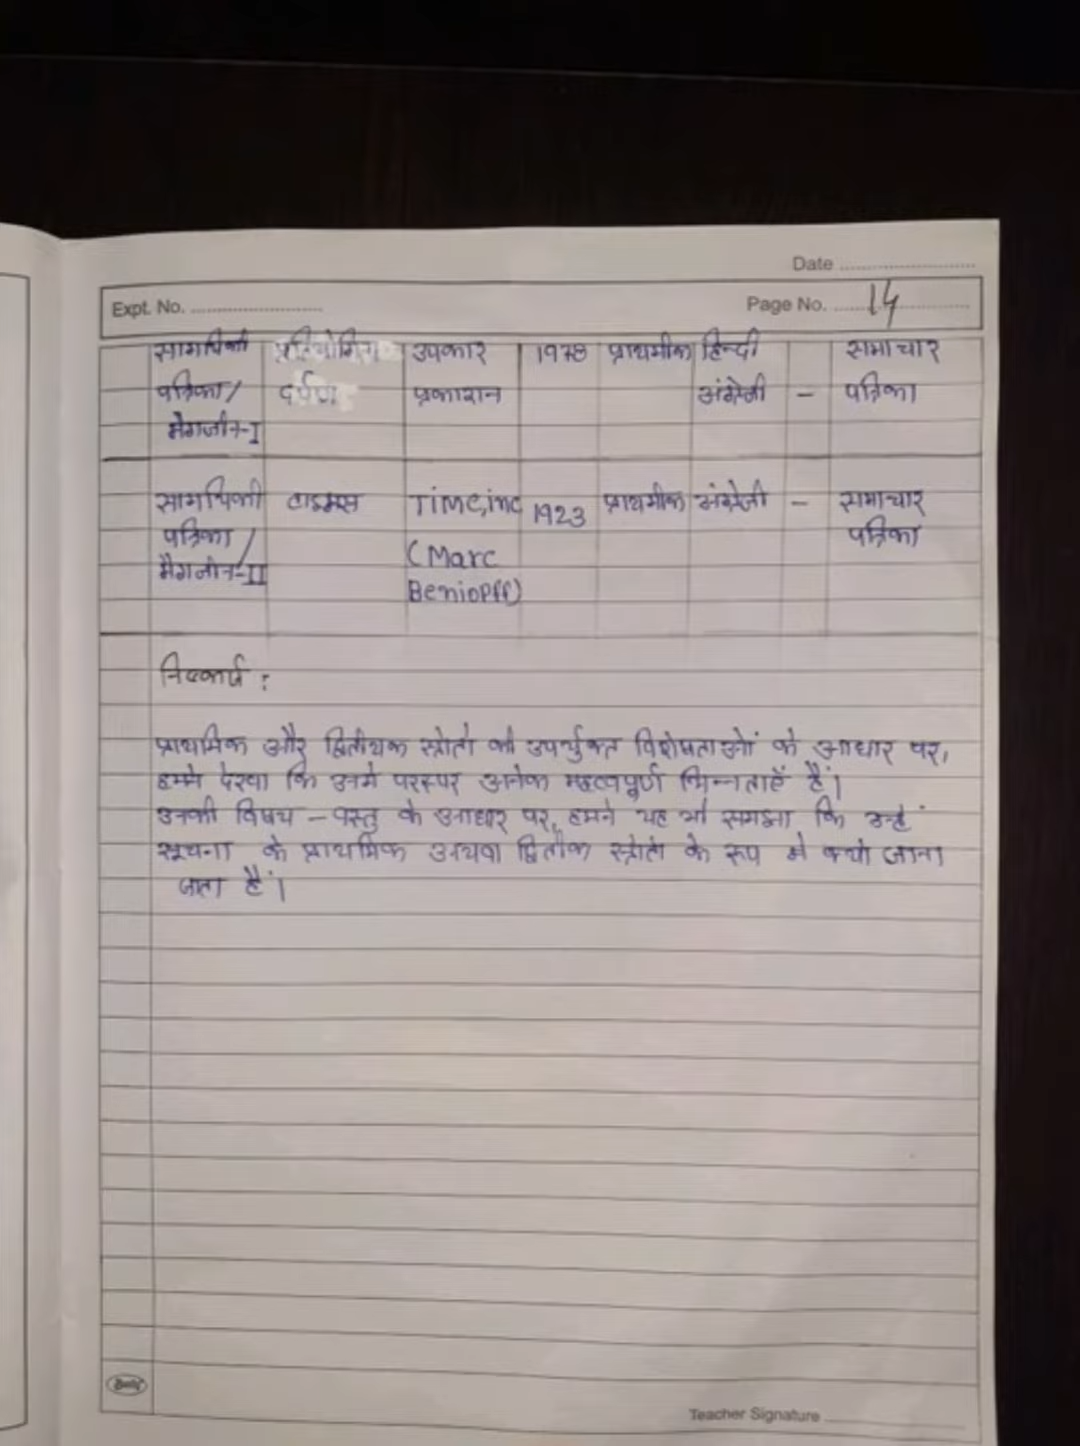 Date
Expt. No. Page No. 14
सामयिकी प्रतियोगिता उपकार 1978 प्राथमीक हिन्दी समाचार
पत्रिका/ दर्पण प्रकाशन अंग्रेजी - पत्रिका
मैगजीन-I
सामयिकी टाइम्स Time,inc 1923 प्राथमीक अंग्रेजी - समाचार
पत्रिका / (Marc पत्रिका
मैगजीन-II Beniopff)
निष्कार्ष :
प्राथमिक और द्वितीयक स्त्रोतो की उपर्युक्त विशेषताओं के आधार पर,
हमने देखा कि उनमे परस्पर अनेक महत्वपूर्ण भिन्नताएँ हैं।
उनकी विषय - वस्तु के आधार पर, हमने यह भी समझा कि उन्हें
सूचना के प्राथमिक अथवा द्वितीक स्त्रोतो के रूप मे क्यो जाना
जाता हैं।
Teacher Signature